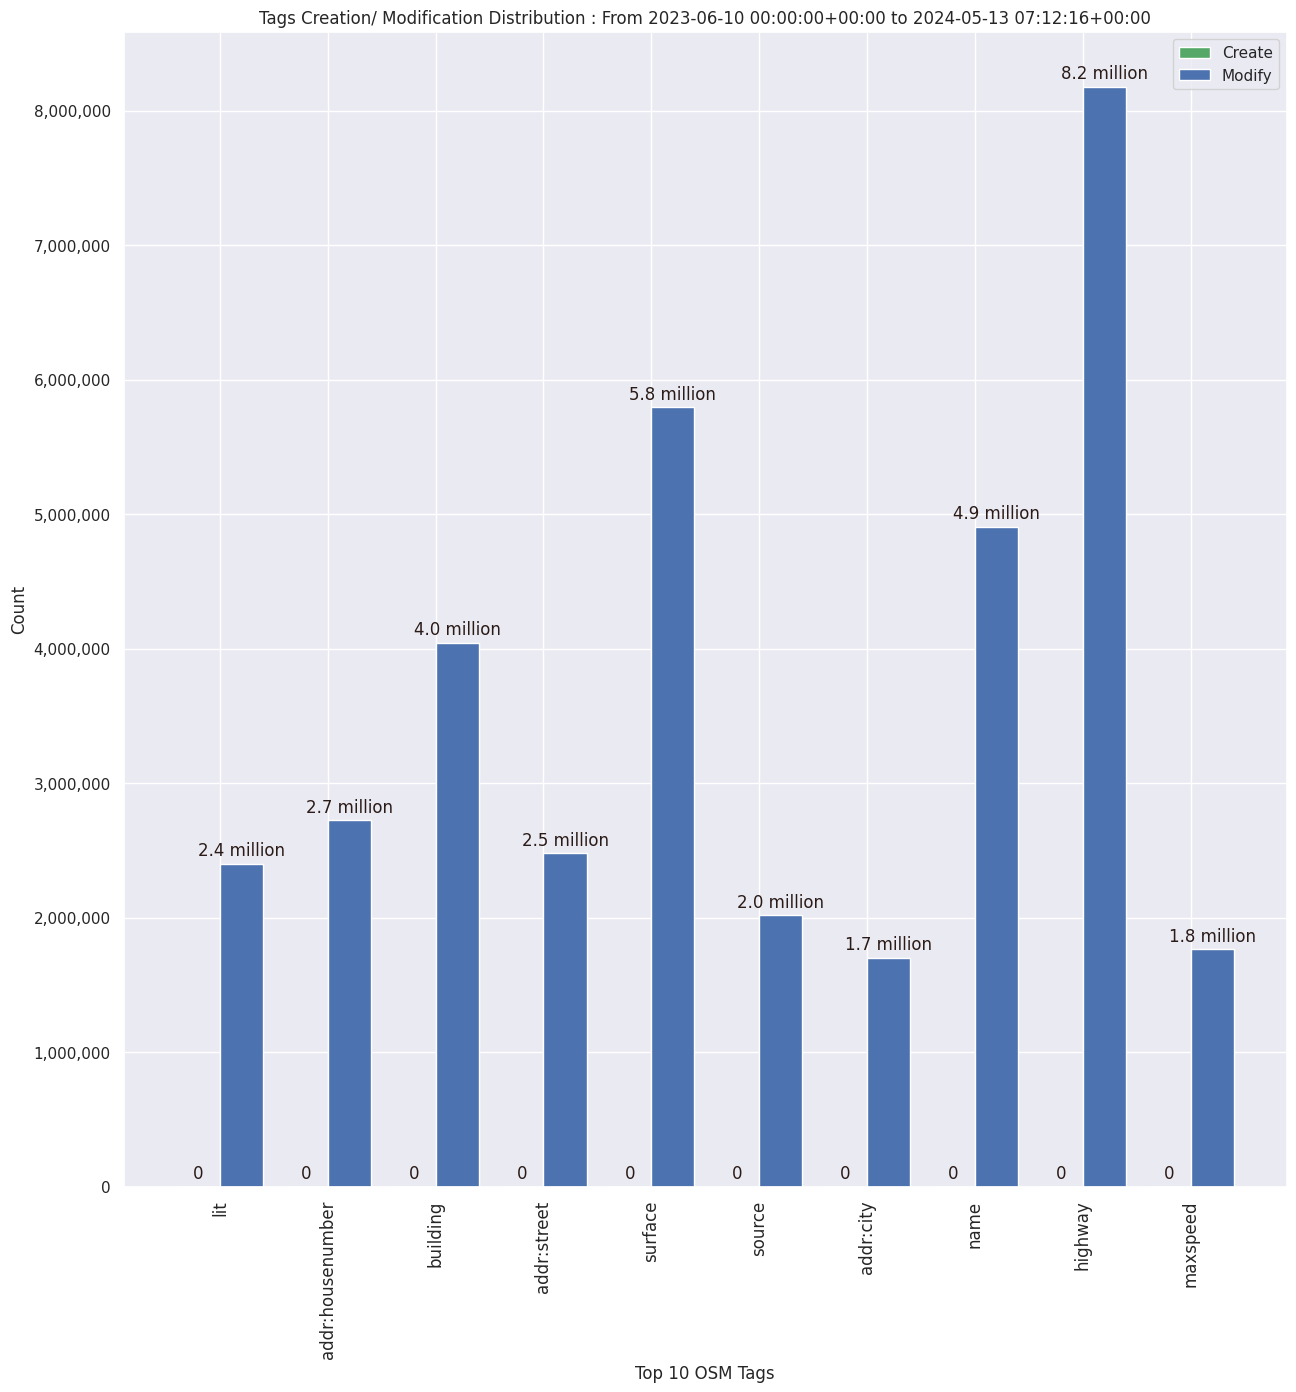 Tags Creation/ Modification Distribution : From 2023-06-10 00:00:00+00:00 to 2024-05-13 07:12:16+00:00
Create
Modify
8.2 million
8,000,000
7,000,000
6,000,000
5.8 million
5,000,000
4.9 million
4.0 million
4,000,000
3,000,000
2.7 million
2.5 million
2.4 million
2.0 million
2,000,000
1.8 million
1.7 million
1,000,000
0 0 0 0 0 0 0 0 0 0
0
Count
lit
addr:housenumber
building
addr:street
surface
source
addr:city
name
highway
maxspeed
Top 10 OSM Tags